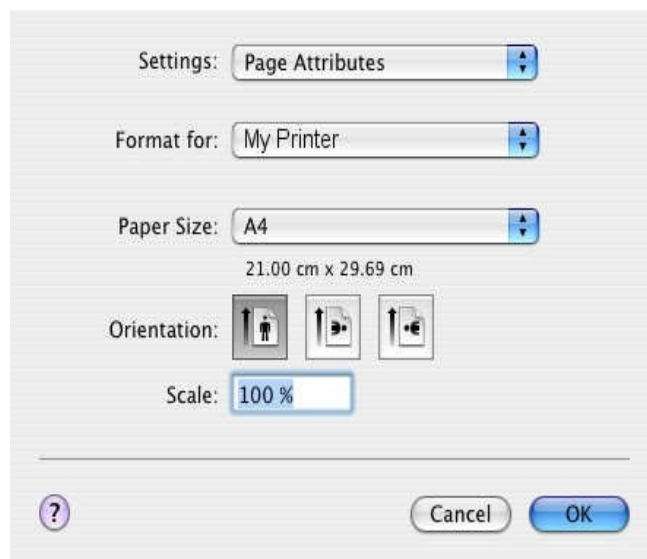 Settings: Page Attributes
Format for: My Printer
Paper Size: A4
21.00 cm x 29.69 cm
Orientation:
Scale: 100 %
? Cancel OK